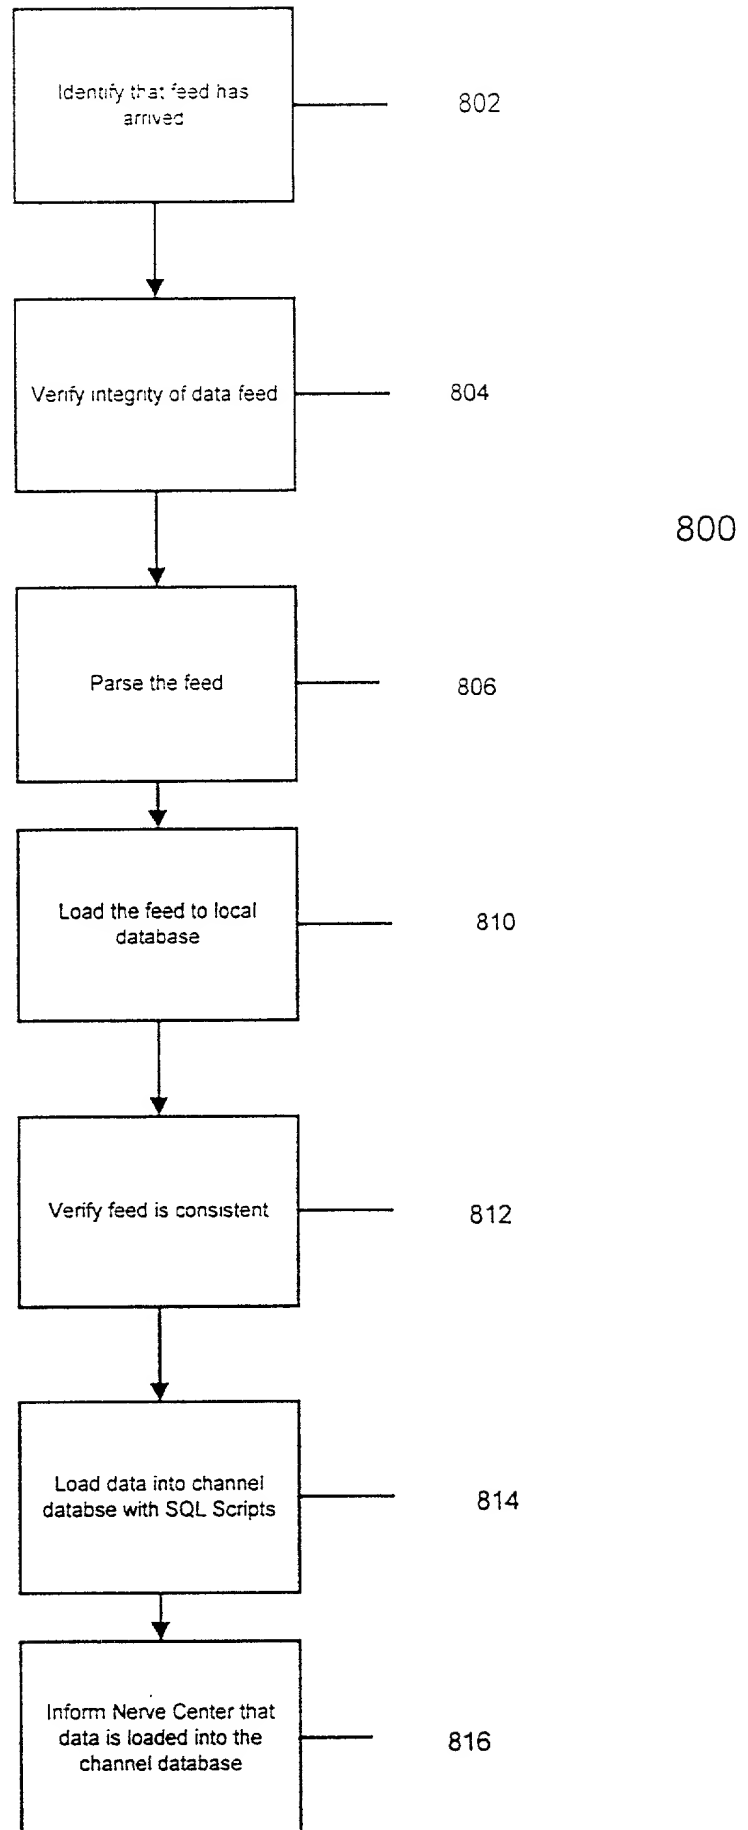 Identify that feed has
arrived
802
Verify integrity of data feed
804
800
Parse the feed
806
Load the feed to local
database
810
Verify feed is consistent
812
Load data into channel
databse with SQL Scripts
814
Inform Nerve Center that
data is loaded into the
channel database
816